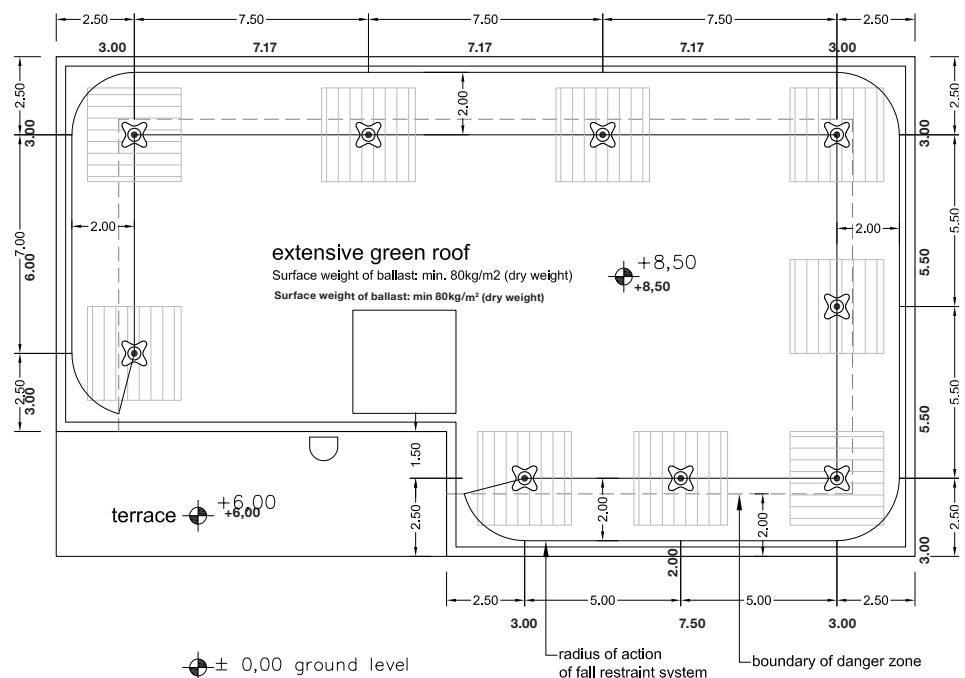 2.50 7.50 7.50 7.50 2.50
3.00 7.17 7.17 7.17 3.00
2.50
3.00
2.00
2.50
3.00
2.00
2.00
7.00
6.00
5.50
5.50
extensive green roof
Surface weight of ballast: min. 80kg/m2 (dry weight)
Surface weight of ballast: min 80kg/m² (dry weight)
+8,50
+8,50
2.50
3.00
5.50
5.50
1.50
2.50
terrace
+6,00
+6,00
2.00
2.00
2.00
2.50
3.00
2.50 5.00 5.00 2.50
3.00 7.50 3.00
± 0,00 ground level
radius of action
of fall restraint system
boundary of danger zone